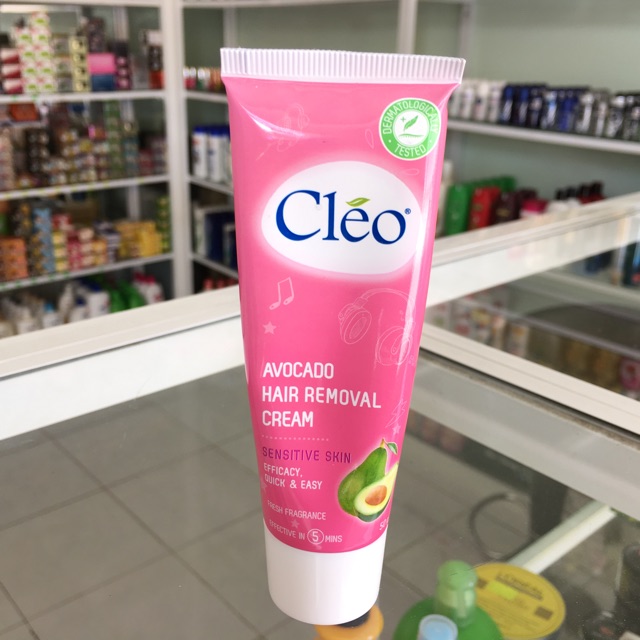 DERMATOLOGICALLY
TESTED
Cléo®
AVOCADO
HAIR REMOVAL
CREAM
SENSITIVE SKIN
EFFICACY,
QUICK & EASY
FRESH FRAGRANCE
EFFECTIVE IN 5 MINS